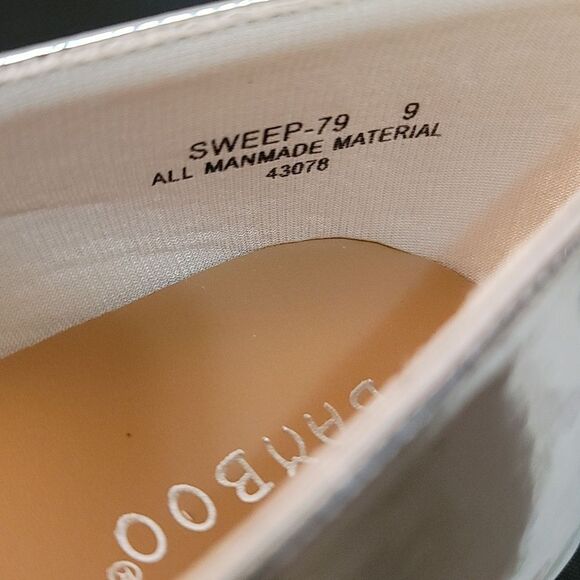 SWEEP-79 9
ALL MANMADE MATERIAL
43078
BAMBOO®